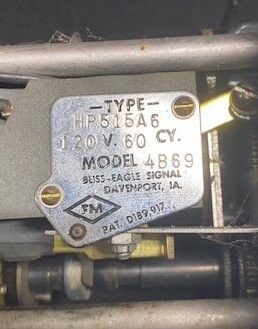 -TYPE-
HP515A6
120 V. 60 CY.
MODEL 4B69
BLISS-EAGLE SIGNAL
DAVENPORT, IA.
FM
PAT. D189,917